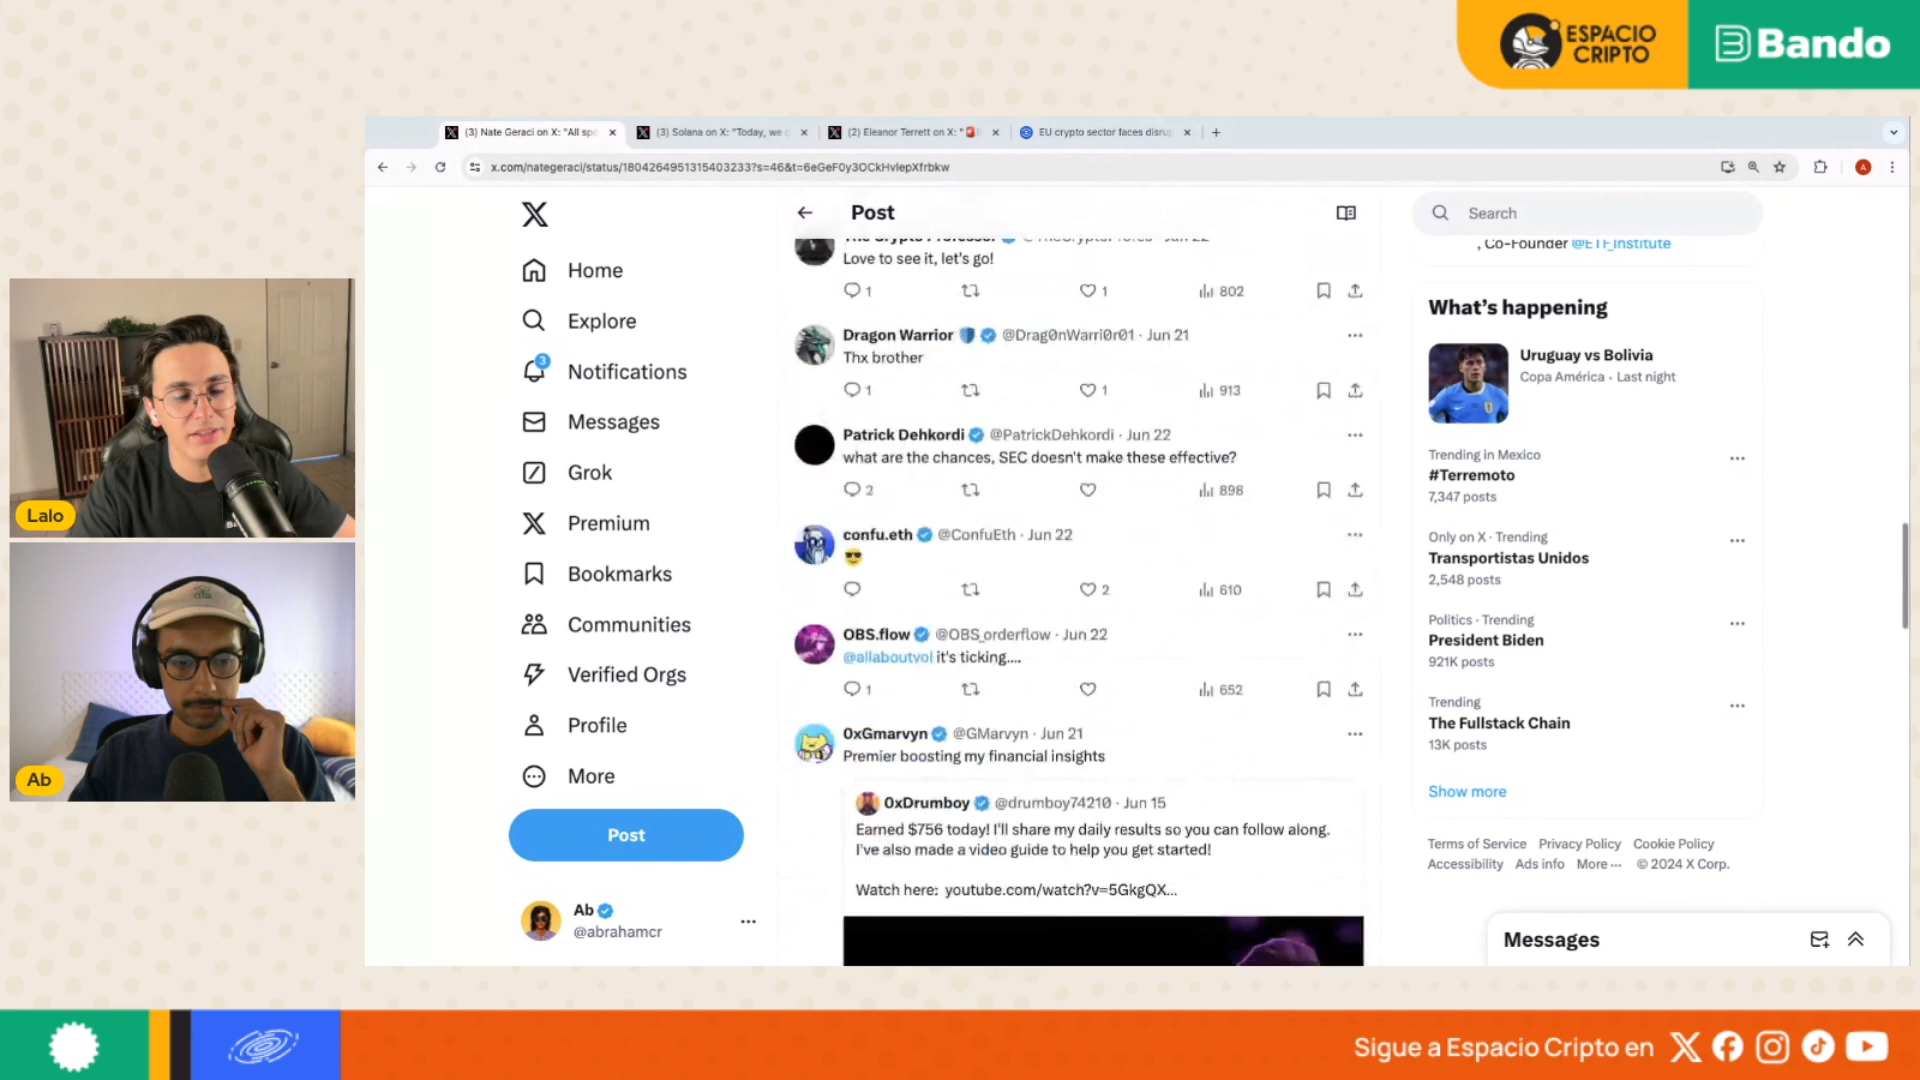 ESPACIO
CRIPTO
Bando
(3) Nate Geraci on X: "All spo
(3) Solana on X: "Today, we c
(2) Eleanor Terrett on X: "🚨
EU crypto sector faces disrup
x.com/nategeraci/status/1804264951315403233?s=46&t=6eGeF0y3OCkHvlepXfrbkw
A
Home
Explore
3
Notifications
Messages
Grok
Premium
Bookmarks
Communities
Verified Orgs
Profile
More
Post
Ab
@abrahamcr
Post
Love to see it, let's go!
1
1
802
Dragon Warrior @Drag0nWarri0r01 · Jun 21
Thx brother
1
1
913
Patrick Dehkordi @PatrickDehkordi · Jun 22
what are the chances, SEC doesn't make these effective?
2
898
confu.eth @ConfuEth · Jun 22
😎
2
610
OBS.flow @OBS_orderflow · Jun 22
@allaboutvol it's ticking....
1
652
0xGmarvyn @GMarvyn · Jun 21
Premier boosting my financial insights
0xDrumboy @drumboy74210 · Jun 15
Earned $756 today! I'll share my daily results so you can follow along.
I've also made a video guide to help you get started!
Watch here: youtube.com/watch?v=5GkgQX...
Search
, Co-Founder @ETF_Institute
What's happening
Uruguay vs Bolivia
Copa América · Last night
Trending in Mexico
#Terremoto
7,347 posts
Only on X · Trending
Transportistas Unidos
2,548 posts
Politics · Trending
President Biden
921K posts
Trending
The Fullstack Chain
13K posts
Show more
Terms of Service Privacy Policy Cookie Policy
Accessibility Ads info More ··· © 2024 X Corp.
Messages
Lalo
Ab
Sigue a Espacio Cripto en